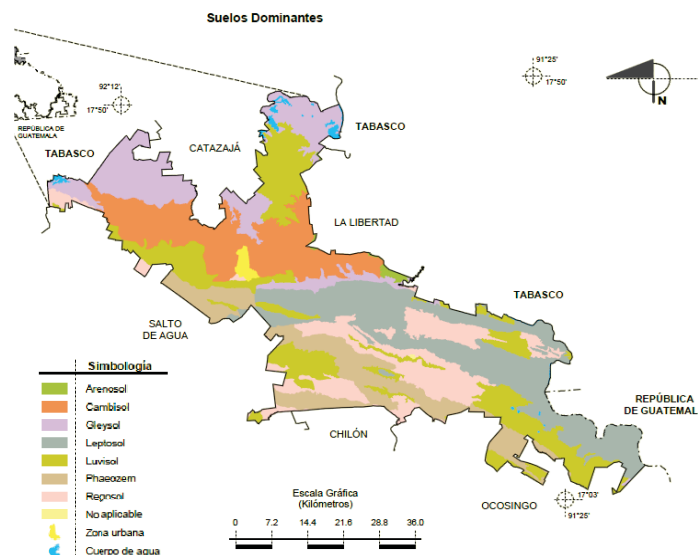 Suelos Dominantes
92°12'
17°50'
91°25'
17°50'
N
REPÚBLICA DE
GUATEMALA
TABASCO
CATAZAJÁ
TABASCO
LA LIBERTAD
TABASCO
SALTO
DE AGUA
REPÚBLICA
DE GUATEMAL
CHILÓN
OCOSINGO
17°03'
91°25'
Simbología
Arenosol
Cambisol
Gleysol
Leptosol
Luvisol
Phaeozem
Regosol
No aplicable
Zona urbana
Cuerpo de agua
Escala Gráfica
(Kilómetros)
0 7.2 14.4 21.6 28.8 36.0